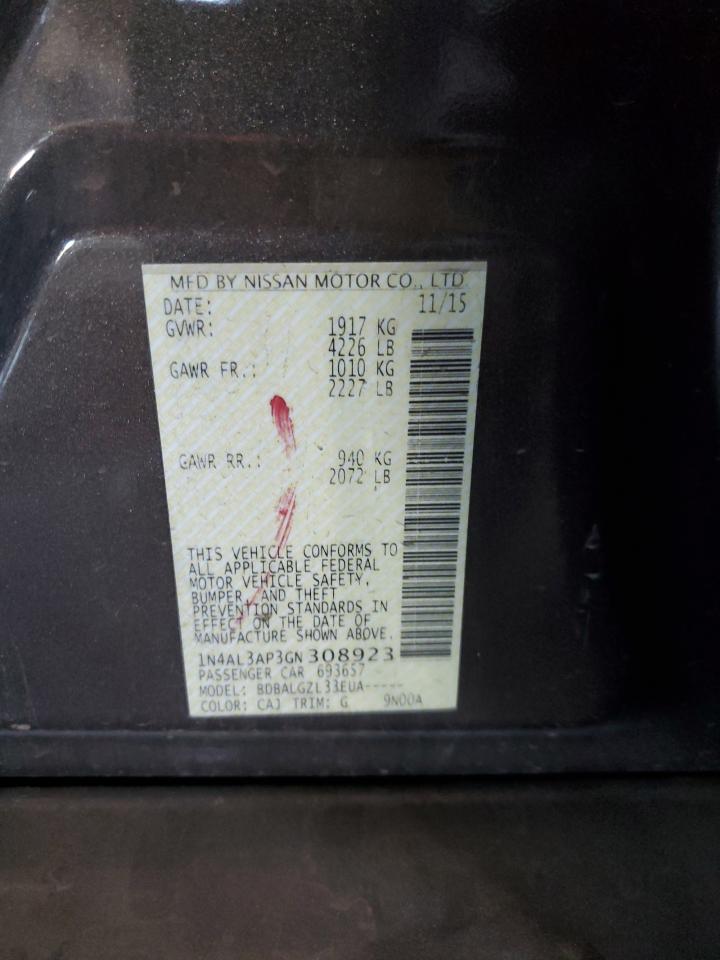 MFD BY NISSAN MOTOR CO., LTD
DATE: 11/15
GVWR: 1917 KG
4226 LB
GAWR FR.: 1010 KG
2227 LB
GAWR RR.: 940 KG
2072 LB
THIS VEHICLE CONFORMS TO
ALL APPLICABLE FEDERAL
MOTOR VEHICLE SAFETY,
BUMPER, AND THEFT
PREVENTION STANDARDS IN
EFFECT ON THE DATE OF
MANUFACTURE SHOWN ABOVE.
1N4AL3AP3GN308923
PASSENGER CAR 693657
MODEL: BDBALGZL33EUA-----
COLOR: CAJ TRIM: G 9N00A